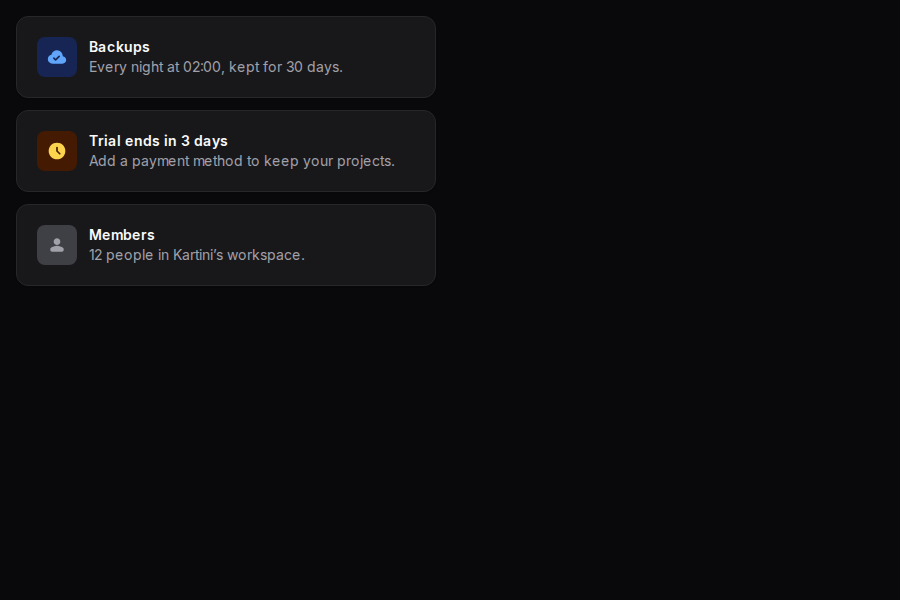 Backups
Every night at 02:00, kept for 30 days.
Trial ends in 3 days
Add a payment method to keep your projects.
Members
12 people in Kartini’s workspace.